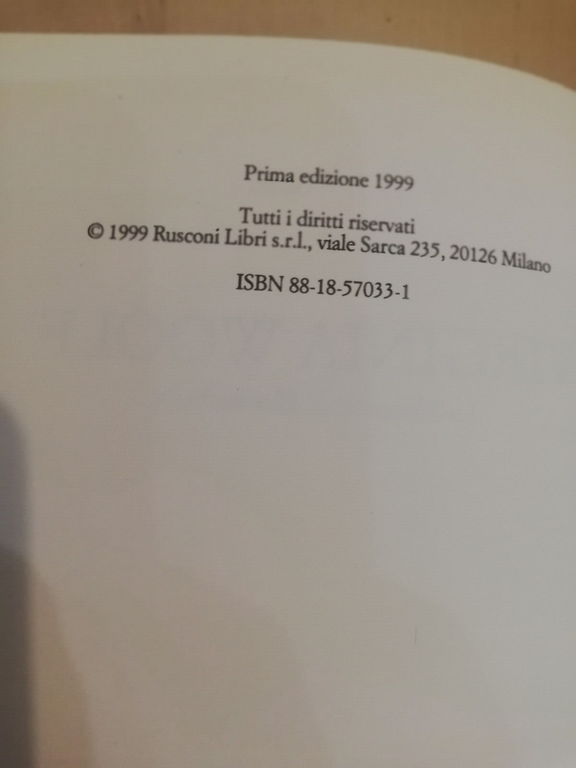 Prima edizione 1999
Tutti i diritti riservati
© 1999 Rusconi Libri s.r.l., viale Sarca 235, 20126 Milano
ISBN 88-18-57033-1